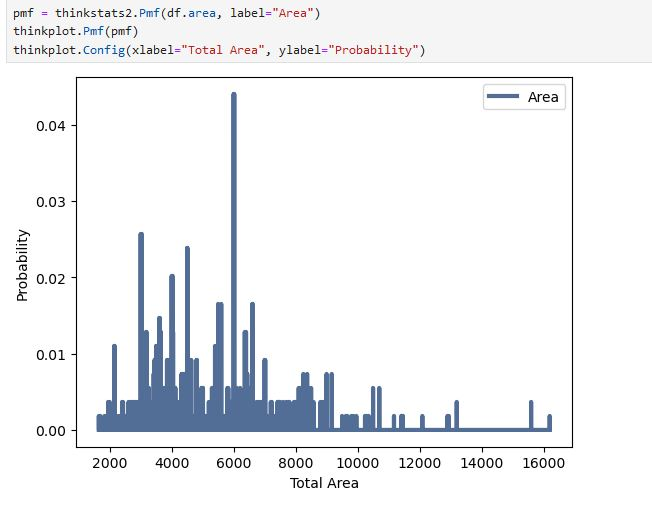 pmf = thinkstats2.Pmf(df.area, label="Area")
thinkplot.Pmf(pmf)
thinkplot.Config(xlabel="Total Area", ylabel="Probability")
Area
0.04
0.03
0.02
0.01
0.00
Probability
2000 4000 6000 8000 10000 12000 14000 16000
Total Area